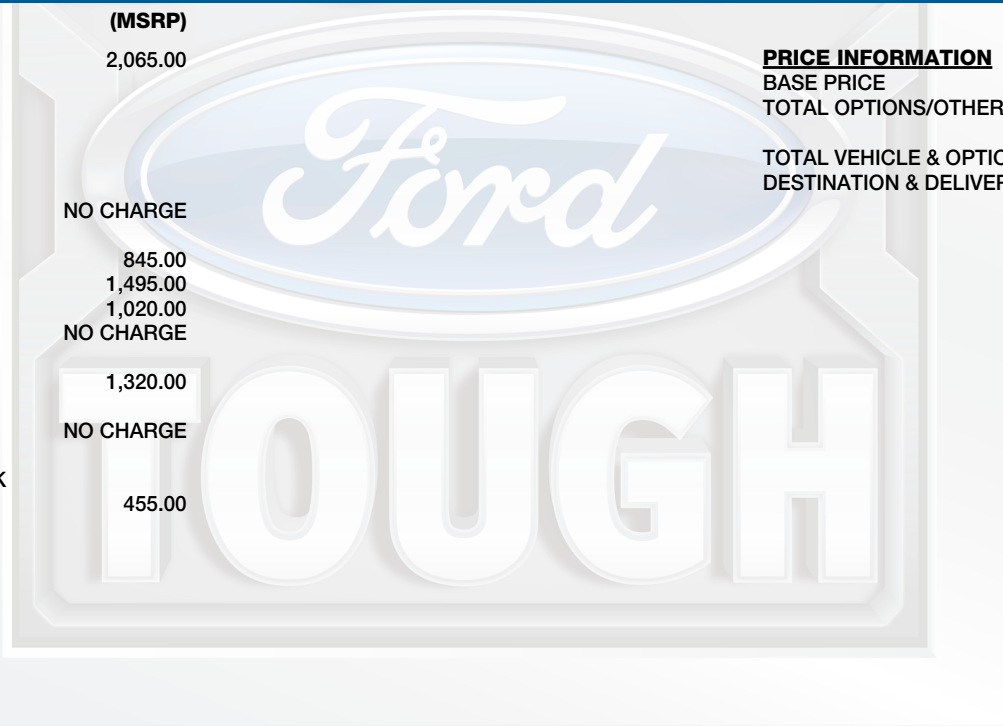 (MSRP)
2,065.00
NO CHARGE
845.00
1,495.00
1,020.00
NO CHARGE
1,320.00
NO CHARGE
K
455.00
PRICE INFORMATION
BASE PRICE
TOTAL OPTIONS/OTHER
TOTAL VEHICLE & OPTIO
DESTINATION & DELIVER
Ford
TOUGH